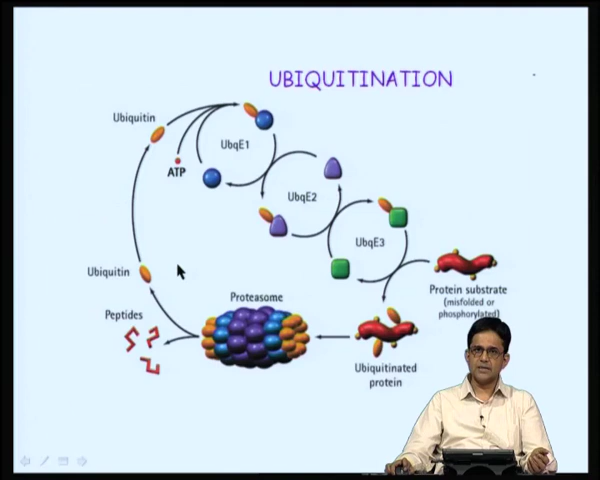 UBIQUITINATION
Ubiquitin
UbqE1
ATP
UbqE2
UbqE3
Ubiquitin
Protein substrate
(misfolded or
phosphorylated)
Proteasome
Peptides
Ubiquitinated
protein